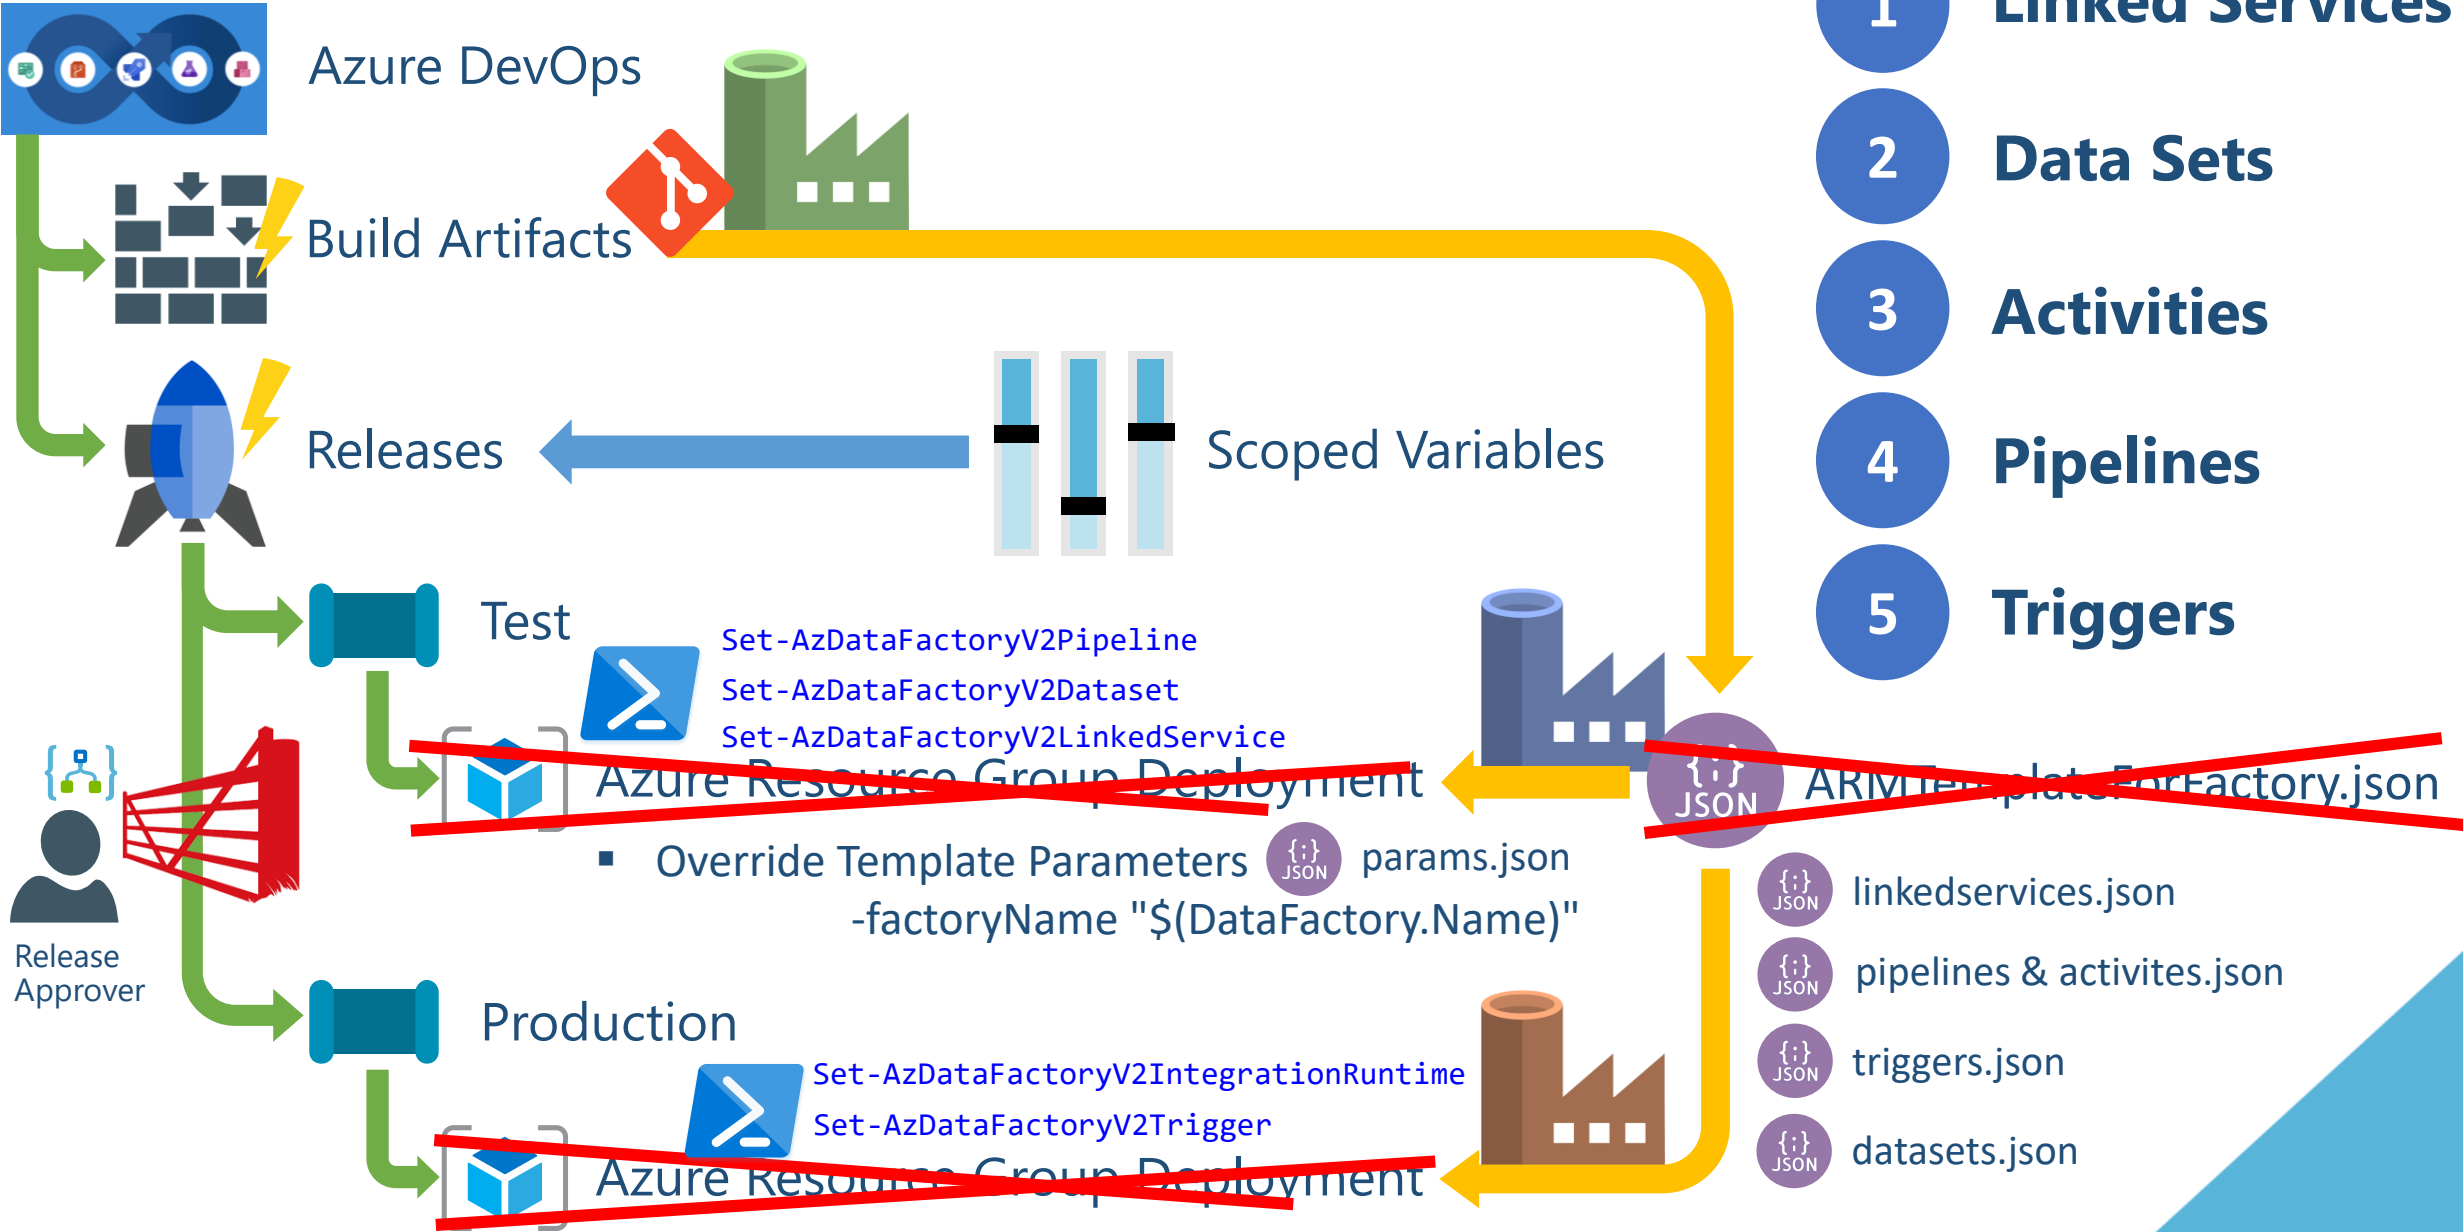 Azure DevOps
Build Artifacts
Releases
Scoped Variables
1 Linked Services
2 Data Sets
3 Activities
4 Pipelines
5 Triggers
Test
Set-AzDataFactoryV2Pipeline
Set-AzDataFactoryV2Dataset
Set-AzDataFactoryV2LinkedService
Azure Resource Group Deployment
{;} JSON ARMTemplateForFactory.json
▪ Override Template Parameters {;} JSON params.json
-factoryName "$(DataFactory.Name)"
{;} JSON linkedservices.json
{;} JSON pipelines & activites.json
{;} JSON triggers.json
{;} JSON datasets.json
Release
Approver
Production
Set-AzDataFactoryV2IntegrationRuntime
Set-AzDataFactoryV2Trigger
Azure Resource Group Deployment